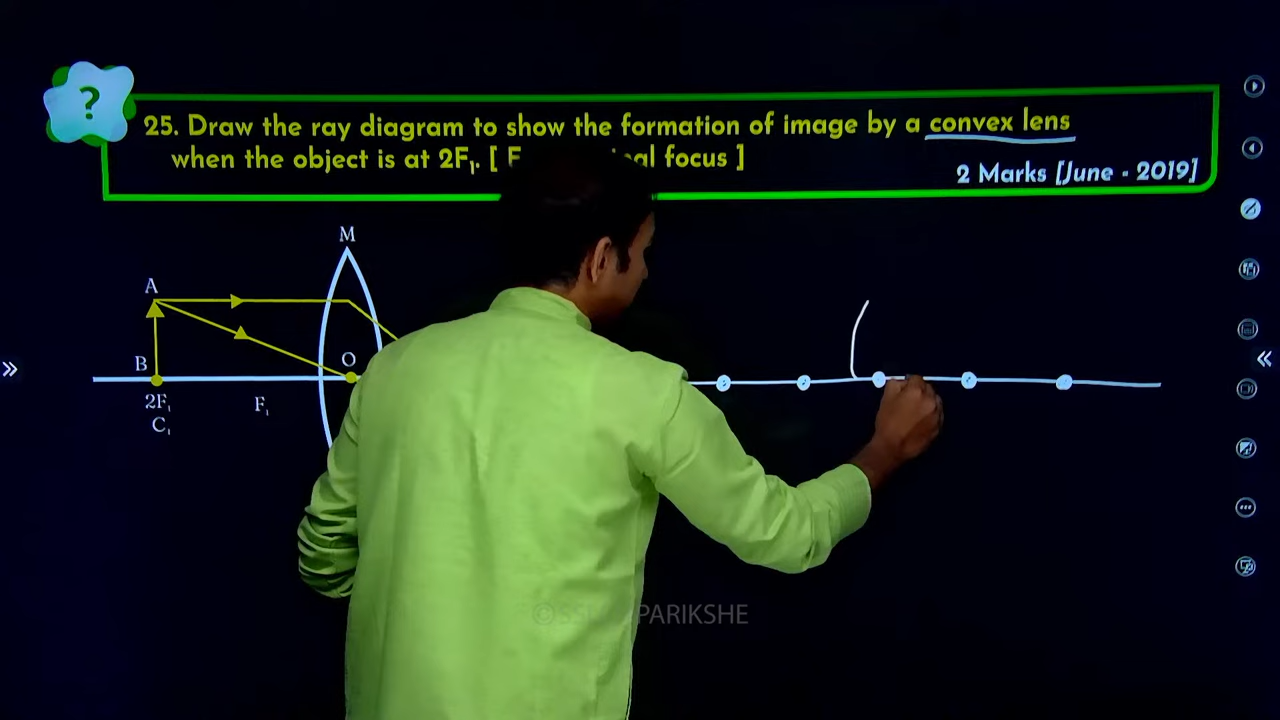 ?
25. Draw the ray diagram to show the formation of image by a convex lens
when the object is at 2F₁. [ F al focus ]
2 Marks [June - 2019]
M
A
B
O
2F₁
F₁
C₁
© PARIKSHE